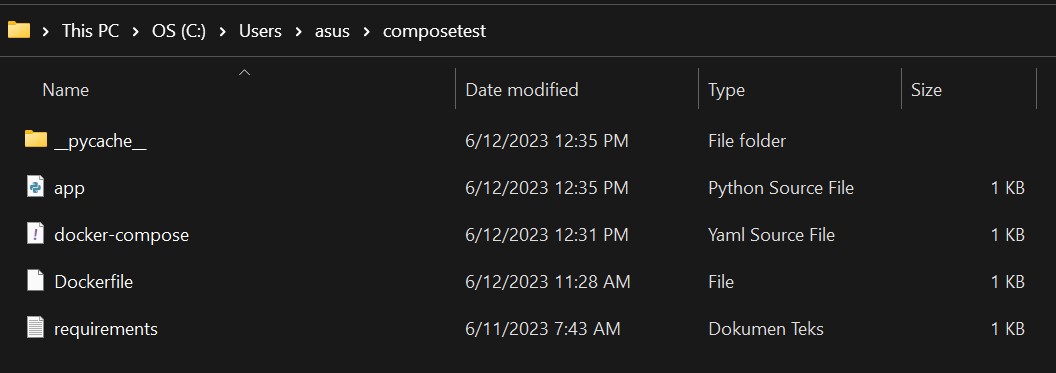 This PC > OS (C:) > Users > asus > composetest
Name Date modified Type Size
__pycache__ 6/12/2023 12:35 PM File folder
app 6/12/2023 12:35 PM Python Source File 1 KB
docker-compose 6/12/2023 12:31 PM Yaml Source File 1 KB
Dockerfile 6/12/2023 11:28 AM File 1 KB
requirements 6/11/2023 7:43 AM Dokumen Teks 1 KB